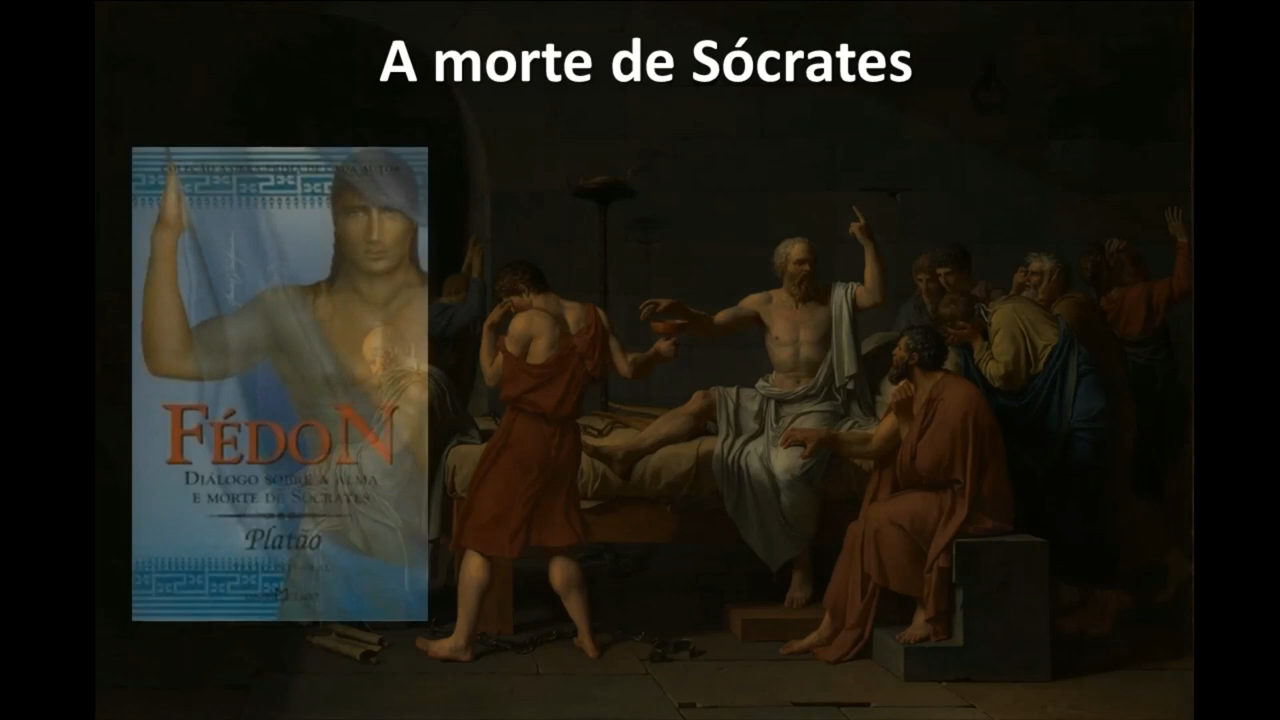 A morte de Sócrates
FÉDON
DIÁLOGO SOBRE A ALMA
E MORTE DE SÓCRATES
Platão